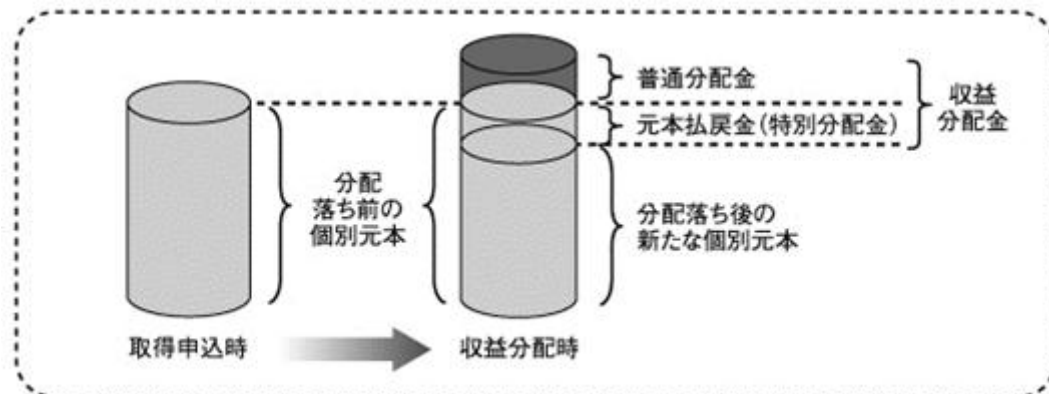 普通分配金
元本払戻金(特別分配金)
収益
分配金
分配
落ち前の
個別元本
分配落ち後の
新たな個別元本
取得申込時
収益分配時